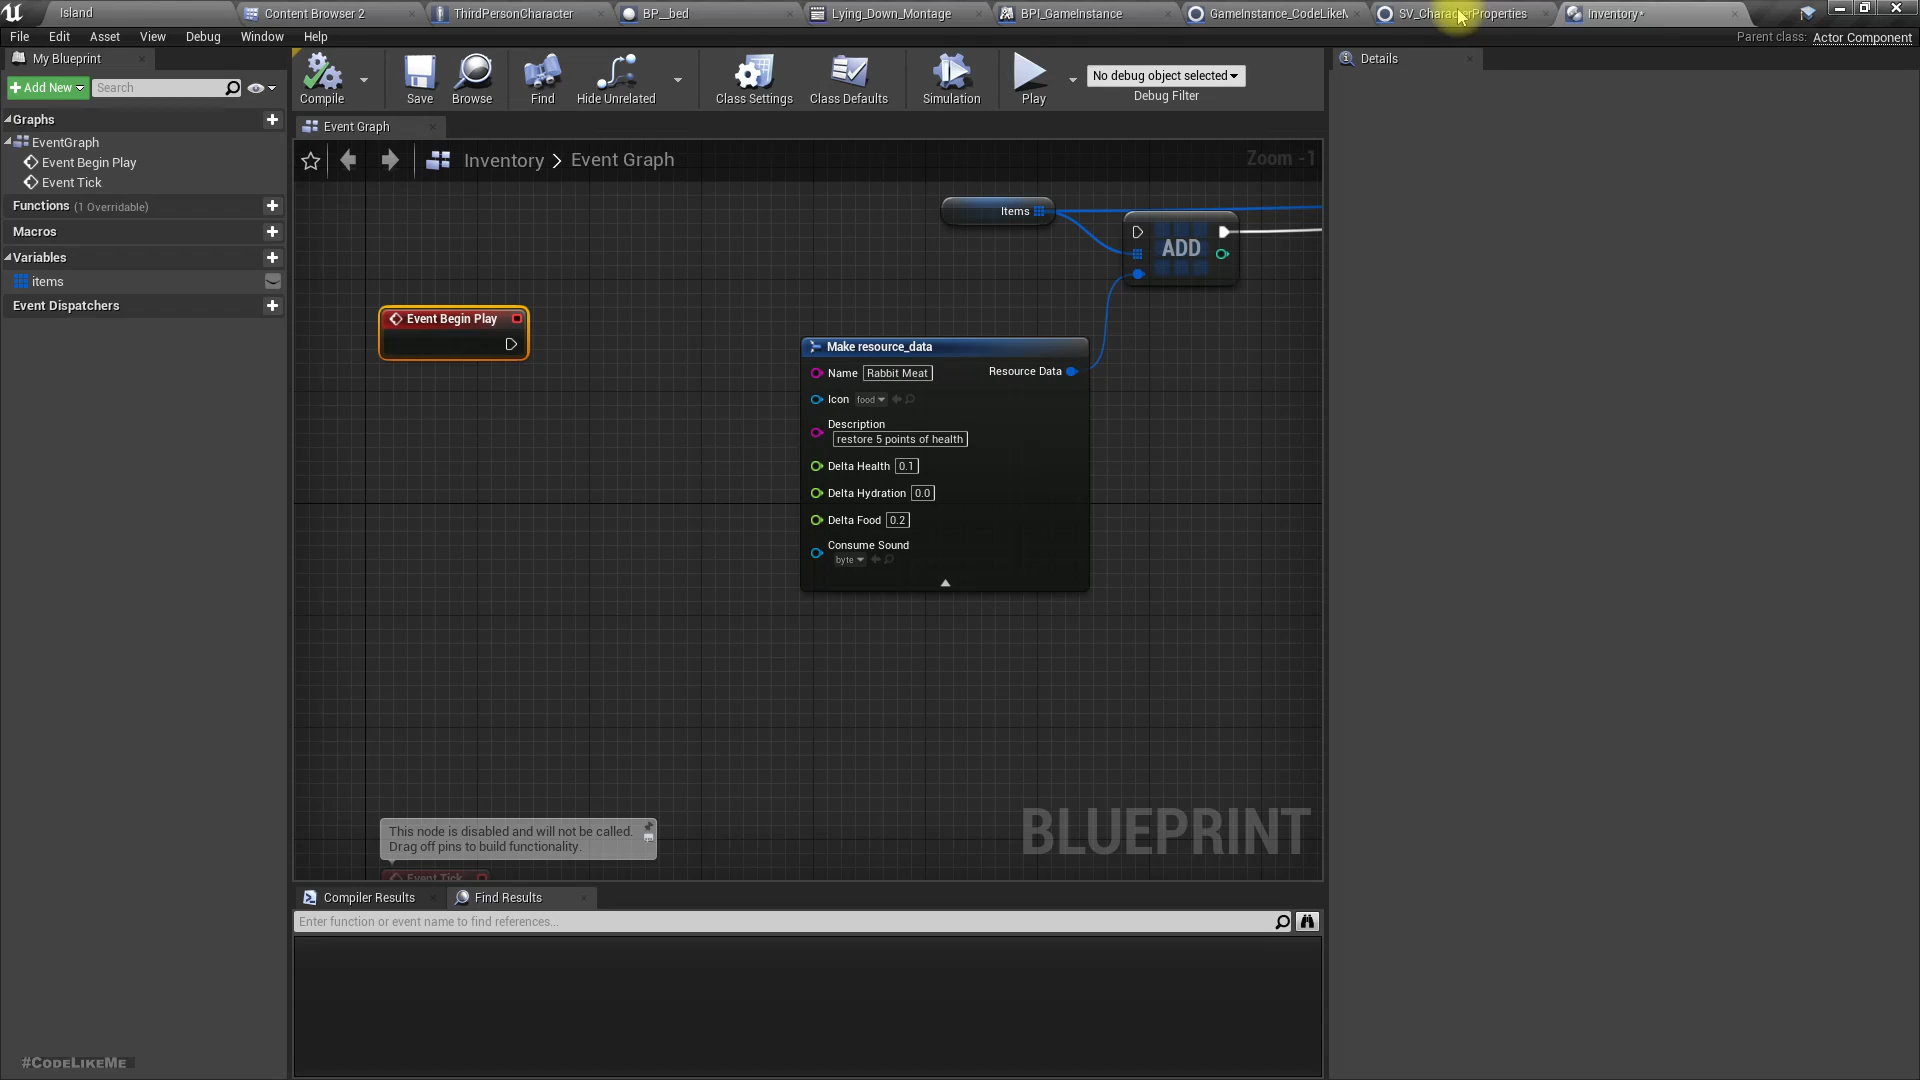 Island
Content Browser 2
ThirdPersonCharacter
BP__bed
Lying_Down_Montage
BPI_GameInstance
GameInstance_CodeLikeM
SV_CharacterProperties
Inventory*
File Edit Asset View Debug Window Help
Parent class: Actor Component
My Blueprint
Add New
Search
Compile
Save
Browse
Find
Hide Unrelated
Class Settings
Class Defaults
Simulation
Play
No debug object selected
Debug Filter
Details
Graphs
EventGraph
Event Begin Play
Event Tick
Functions (1 Overridable)
Macros
Variables
items
Event Dispatchers
Event Graph
Inventory > Event Graph
Zoom -1
Items
ADD
Event Begin Play
Make resource_data
Name Rabbit Meat
Resource Data
Icon food
Description
restore 5 points of health
Delta Health 0.1
Delta Hydration 0.0
Delta Food 0.2
Consume Sound
byte
This node is disabled and will not be called.
Drag off pins to build functionality.
Event Tick
BLUEPRINT
Compiler Results
Find Results
Enter function or event name to find references...
#CodeLikeMe